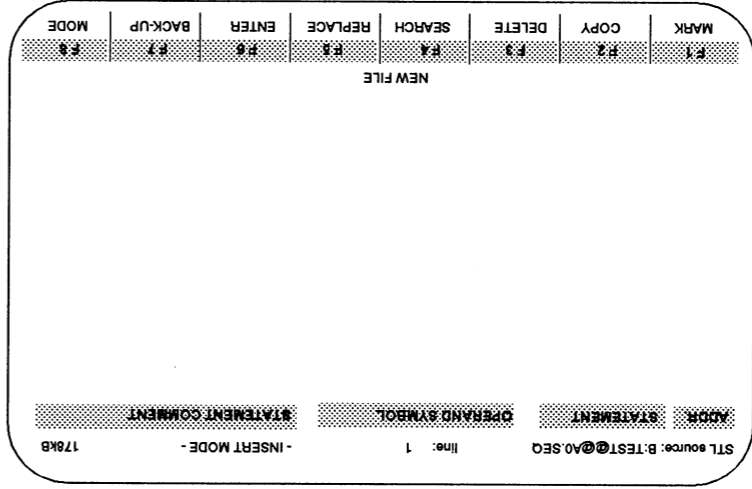 STL source: B:TEST@@A0.SEQ line: 1 - INSERT MODE - 178kB
ADDR STATEMENT OPERAND SYMBOL STATEMENT COMMENT
NEW FILE
F1 F2 F3 F4 F5 F6 F7 F8
MARK COPY DELETE SEARCH REPLACE ENTER BACK-UP MODE